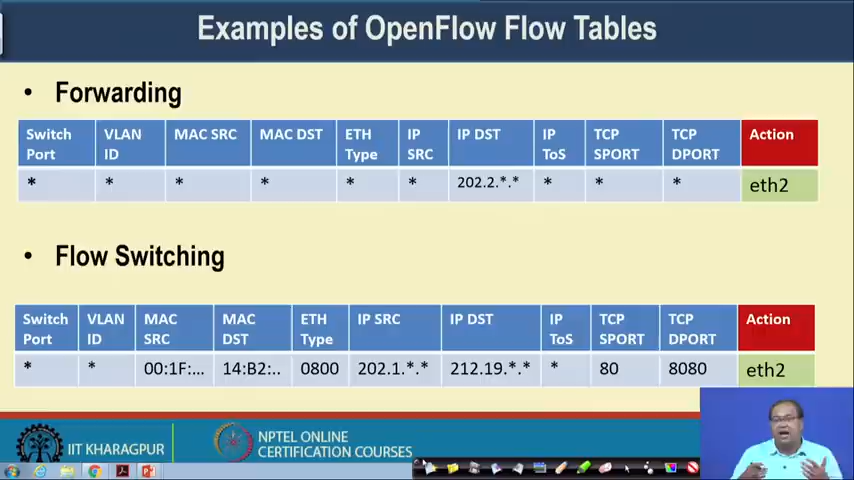 Examples of OpenFlow Flow Tables
• Forwarding
Switch Port VLAN ID MAC SRC MAC DST ETH Type IP SRC IP DST IP ToS TCP SPORT TCP DPORT Action
* * * * * * 202.2.*.* * * * eth2
• Flow Switching
Switch Port VLAN ID MAC SRC MAC DST ETH Type IP SRC IP DST IP ToS TCP SPORT TCP DPORT Action
* * 00:1F:... 14:B2:.. 0800 202.1.*.* 212.19.*.* * 80 8080 eth2
IIT KHARAGPUR
NPTEL ONLINE
CERTIFICATION COURSES